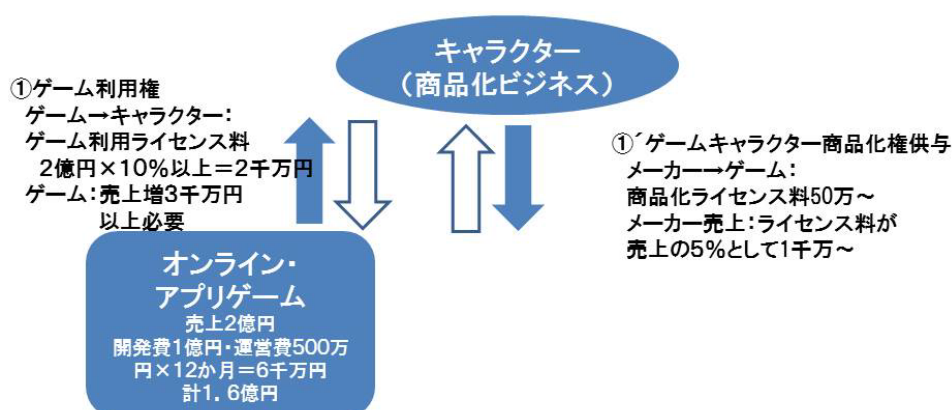 キャラクター
（商品化ビジネス）
①ゲーム利用権
ゲーム→キャラクター：
ゲーム利用ライセンス料
2億円×10％以上＝2千万円
ゲーム：売上増3千万円
以上必要
①´ゲームキャラクター商品化権供与
メーカー→ゲーム：
商品化ライセンス料50万～
メーカー売上：ライセンス料が
売上の5％として1千万～
オンライン・
アプリゲーム
売上2億円
開発費1億円・運営費500万
円×12か月＝6千万円
計1．6億円